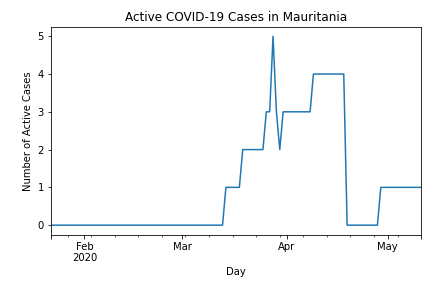 Active COVID-19 Cases in Mauritania
Number of Active Cases
5
4
3
2
1
0
Feb
2020
Mar
Apr
May
Day